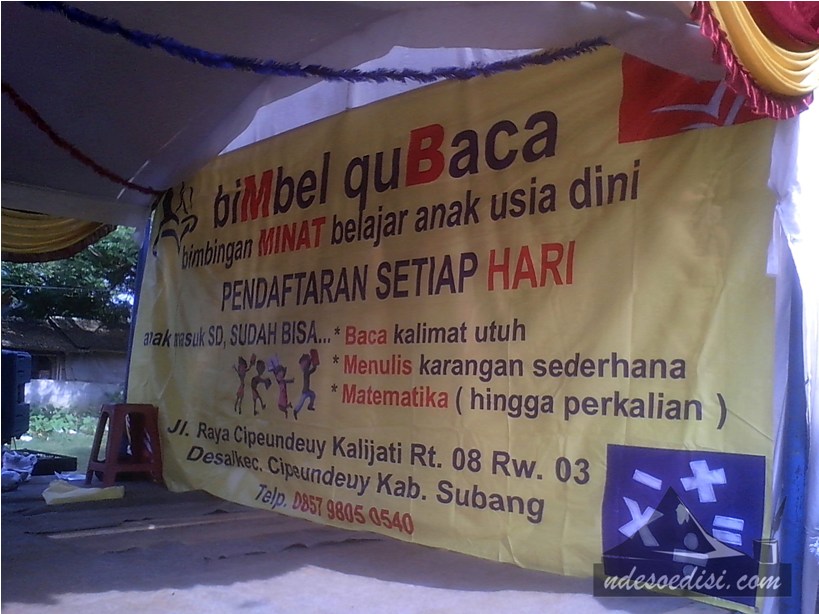 biMbel quBaca
bimbingan MINAT belajar anak usia dini
PENDAFTARAN SETIAP HARI
anak masuk SD, SUDAH BISA...
* Baca kalimat utuh
* Menulis karangan sederhana
* Matematika ( hingga perkalian )
Jl. Raya Cipeundeuy Kalijati Rt. 08 Rw. 03
Desa/kec. Cipeundeuy Kab. Subang
Telp. 0857 9805 0540
ndesoedisi.com